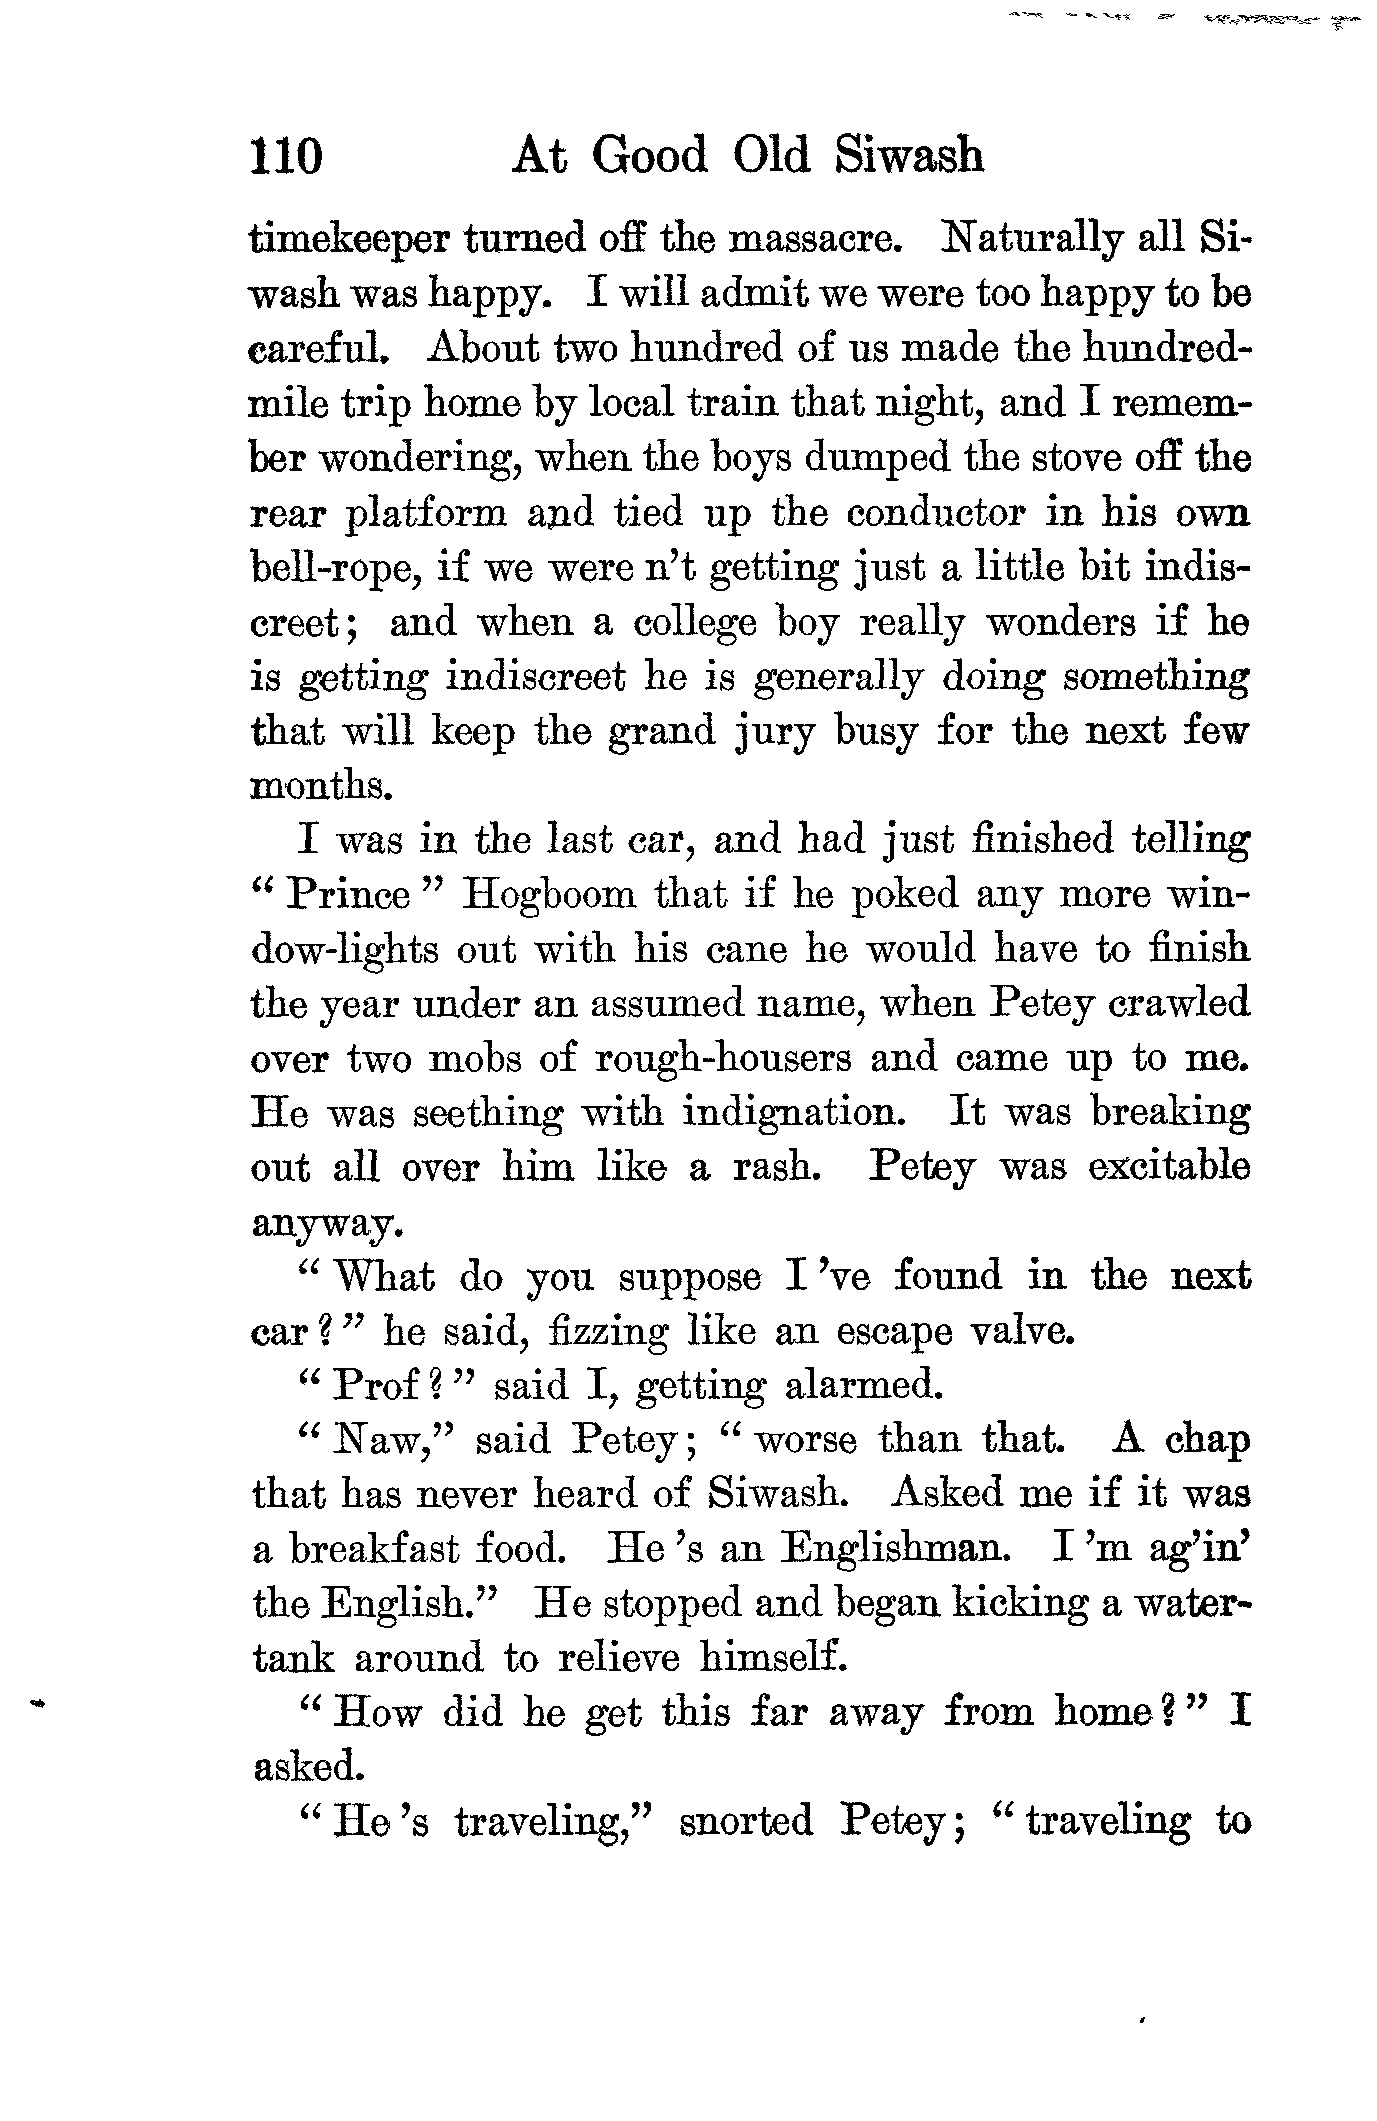 110 At Good Old Siwash
timekeeper turned off the massacre. Naturally all Si-
wash was happy. I will admit we were too happy to be
careful. About two hundred of us made the hundred-
mile trip home by local train that night, and I remem-
ber wondering, when the boys dumped the stove off the
rear platform and tied up the conductor in his own
bell-rope, if we were n't getting just a little bit indis-
creet; and when a college boy really wonders if he
is getting indiscreet he is generally doing something
that will keep the grand jury busy for the next few
months.
I was in the last car, and had just finished telling
" Prince " Hogboom that if he poked any more win-
dow-lights out with his cane he would have to finish
the year under an assumed name, when Petey crawled
over two mobs of rough-housers and came up to me.
He was seething with indignation. It was breaking
out all over him like a rash. Petey was excitable
anyway.
" What do you suppose I 've found in the next
car ? " he said, fizzing like an escape valve.
" Prof ? " said I, getting alarmed.
" Naw," said Petey; " worse than that. A chap
that has never heard of Siwash. Asked me if it was
a breakfast food. He 's an Englishman. I 'm ag'in'
the English." He stopped and began kicking a water-
tank around to relieve himself.
" How did he get this far away from home ? " I
asked.
" He 's traveling," snorted Petey; " traveling to